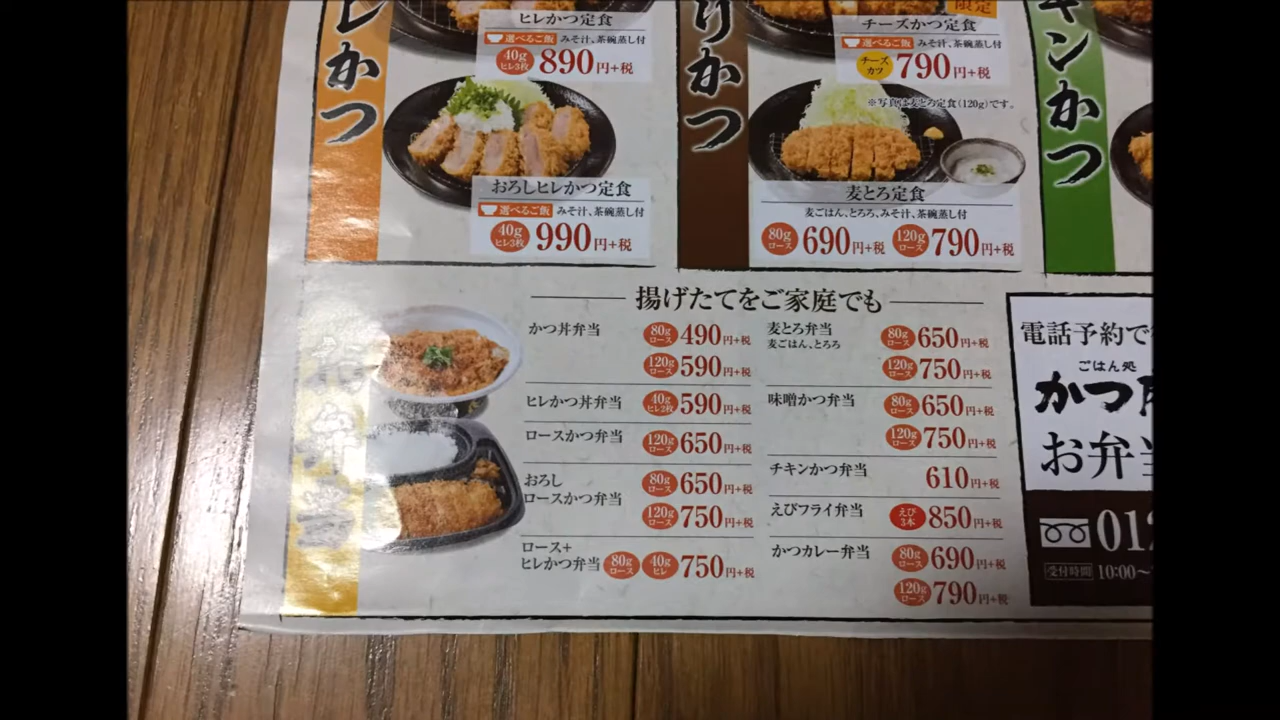 レかつ
ヒレかつ定食
選べるご飯 みそ汁、茶碗蒸し付
40g ヒレ3枚 890円+税
おろしヒレかつ定食
選べるご飯 みそ汁、茶碗蒸し付
40g ヒレ3枚 990円+税
りかつ
限定
チーズかつ定食
選べるご飯 みそ汁、茶碗蒸し付
チーズカツ 790円+税
※写真は麦とろ定食(120g)です。
麦とろ定食
麦ごはん、とろろ、みそ汁、茶碗蒸し付
80g ロース 690円+税 120g ロース 790円+税
キンかつ
揚げたてをご家庭でも
かつ丼弁当 80g ロース 490円+税
120g ロース 590円+税
ヒレかつ丼弁当 40g ヒレ2枚 590円+税
ロースかつ弁当 120g ロース 650円+税
おろし
ロースかつ弁当 80g ロース 650円+税
120g ロース 750円+税
ロース+
ヒレかつ弁当 80g ロース 40g ヒレ 750円+税
麦とろ弁当 80g ロース 650円+税
麦ごはん、とろろ
120g ロース 750円+税
味噌かつ弁当 80g ロース 650円+税
120g ロース 750円+税
チキンかつ弁当 610円+税
えびフライ弁当 えび3本 850円+税
かつカレー弁当 80g ロース 690円+税
120g ロース 790円+税
電話予約で
ごはん処
かつ
お弁当
012
受付時間 10:00～